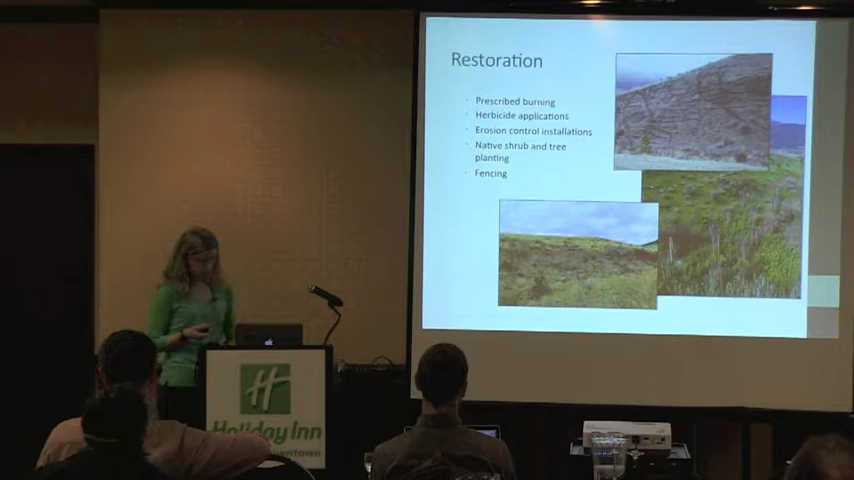 Restoration
Prescribed burning
Herbicide applications
Erosion control installations
Native shrub and tree
planting
Fencing
H
Holiday Inn